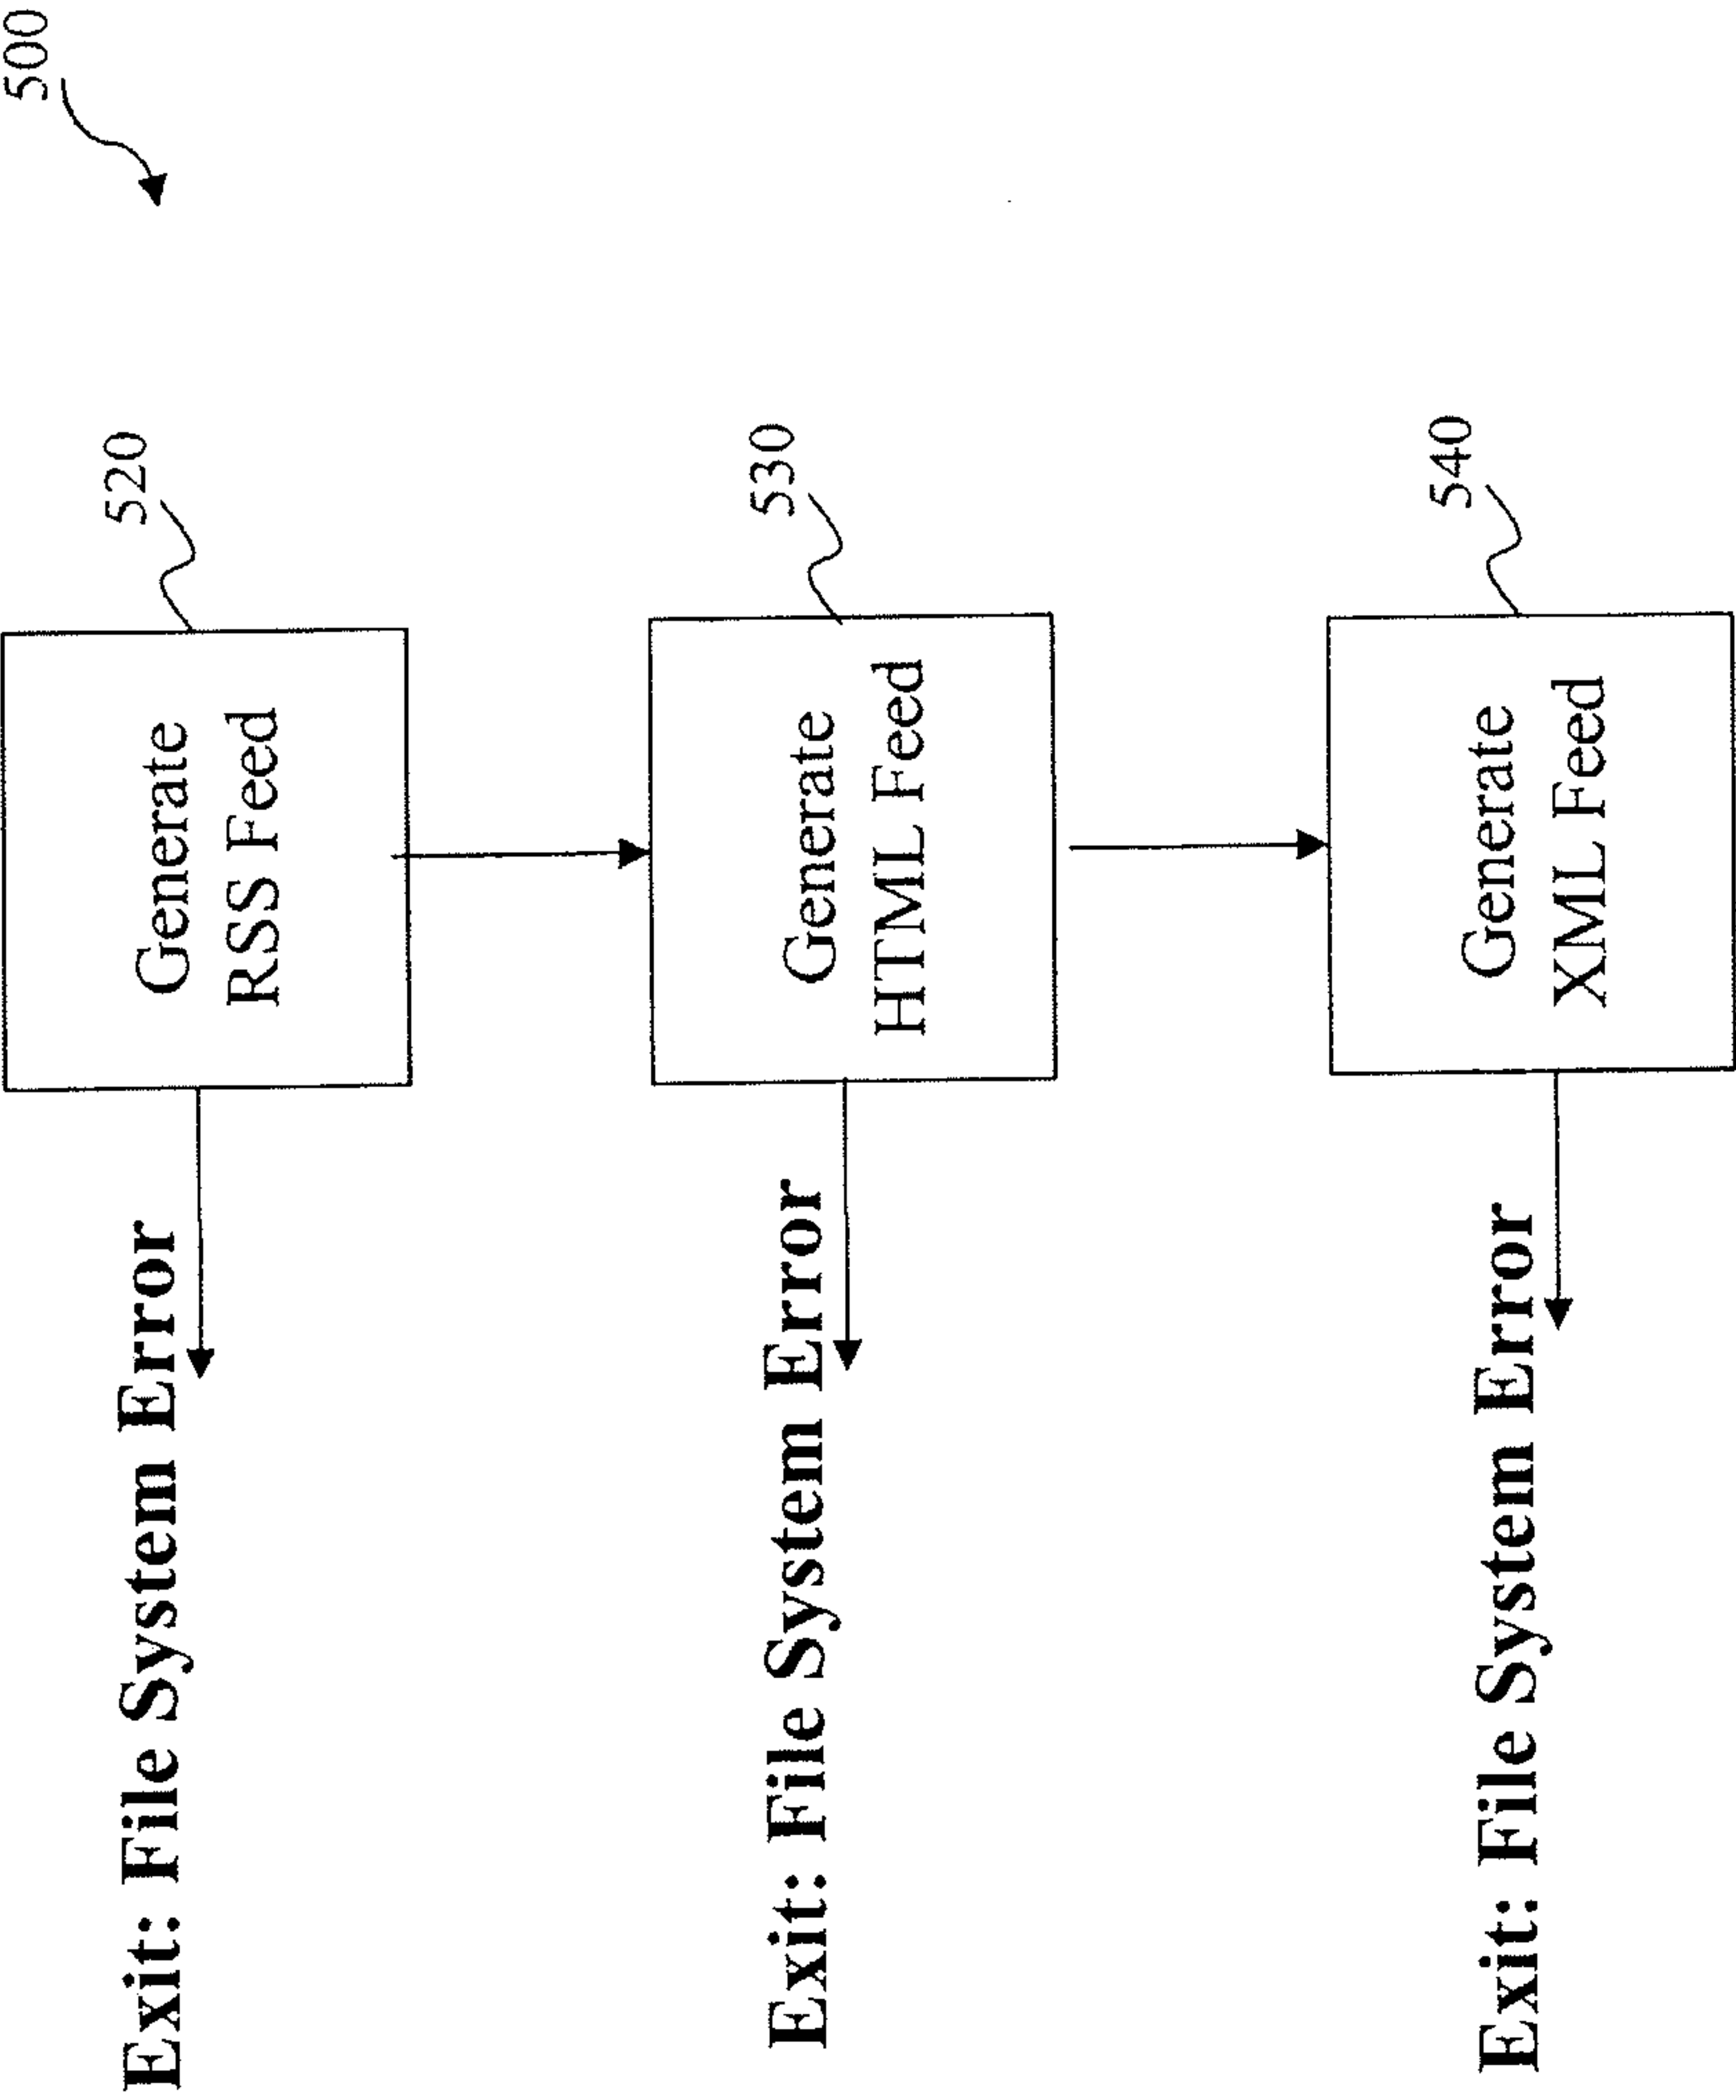 500
520
Generate
RSS Feed
Exit: File System Error
530
Generate
HTML Feed
Exit: File System Error
540
Generate
XML Feed
Exit: File System Error